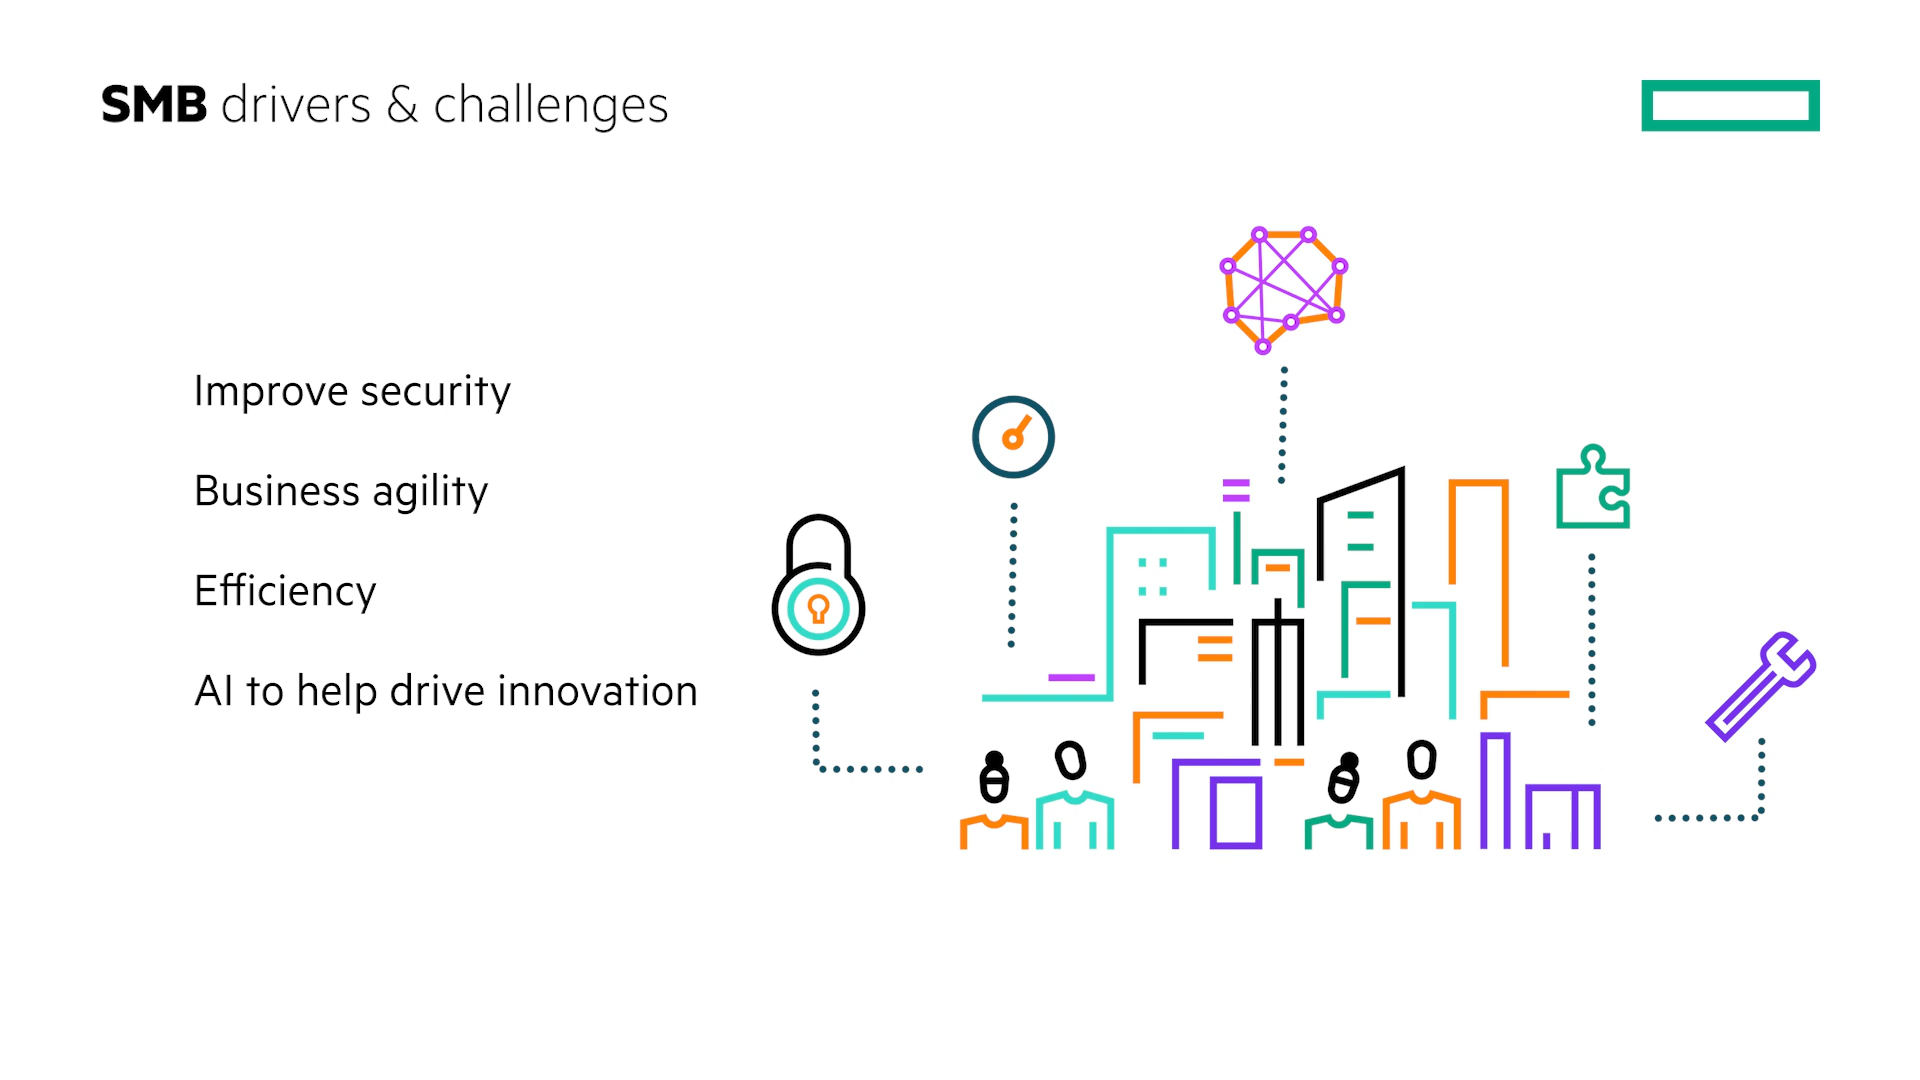 SMB drivers & challenges
Improve security
Business agility
Efficiency
AI to help drive innovation